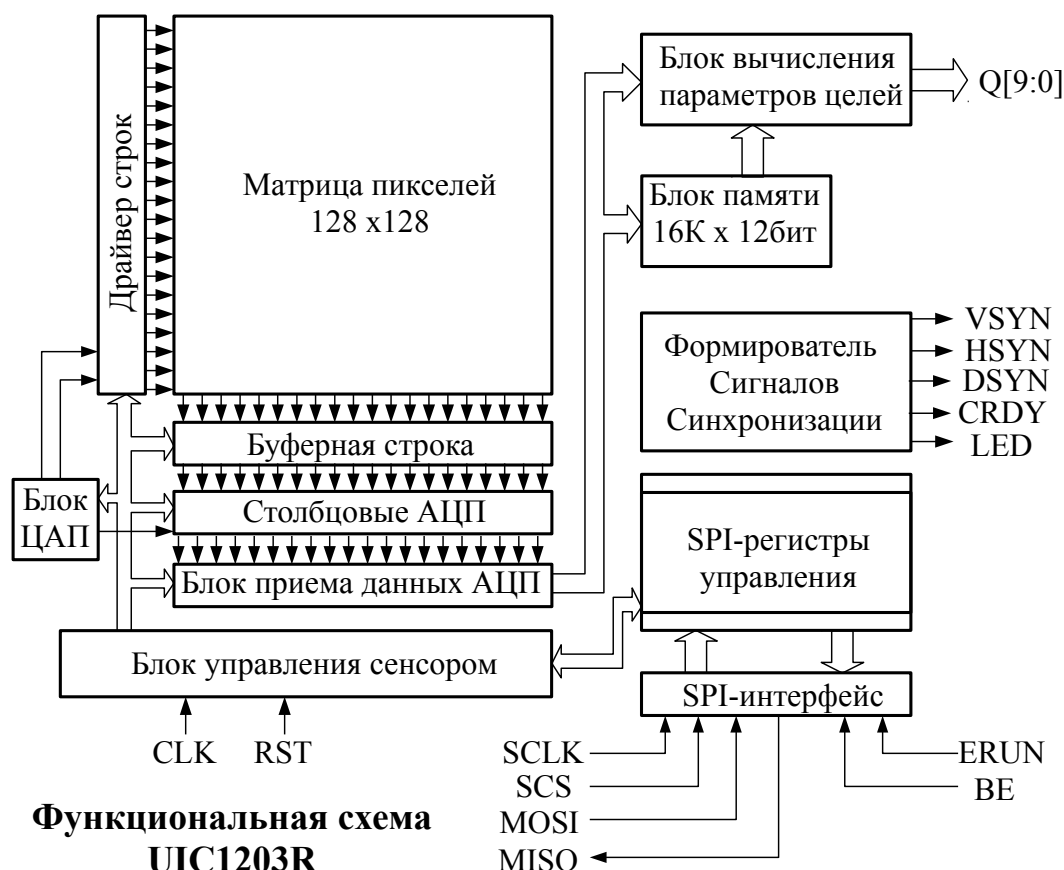 Драйвер строк
Матрица пикселей
128 x128
Блок вычисления
параметров целей
Q[9:0]
Блок памяти
16К x 12бит
Формирователь
Сигналов
Синхронизации
VSYN
HSYN
DSYN
CRDY
LED
Буферная строка
Блок
ЦАП
Столбцовые АЦП
Блок приема данных АЦП
SPI-регистры
управления
Блок управления сенсором
SPI-интерфейс
CLK
RST
SCLK
SCS
MOSI
MISO
ERUN
BE
Функциональная схема
UIC1203R